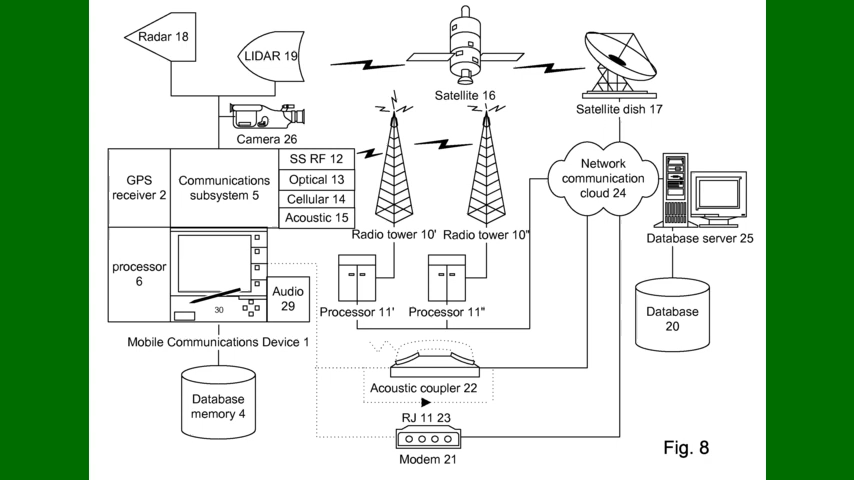 Radar 18
LIDAR 19
Satellite 16
Satellite dish 17
Camera 26
GPS
receiver 2
Communications
subsystem 5
SS RF 12
Optical 13
Cellular 14
Acoustic 15
Network
communication
cloud 24
Radio tower 10'
Radio tower 10"
Database server 25
processor
6
Audio
29
30
Processor 11'
Processor 11"
Database
20
Mobile Communications Device 1
Acoustic coupler 22
Database
memory 4
RJ 11 23
Modem 21
Fig. 8